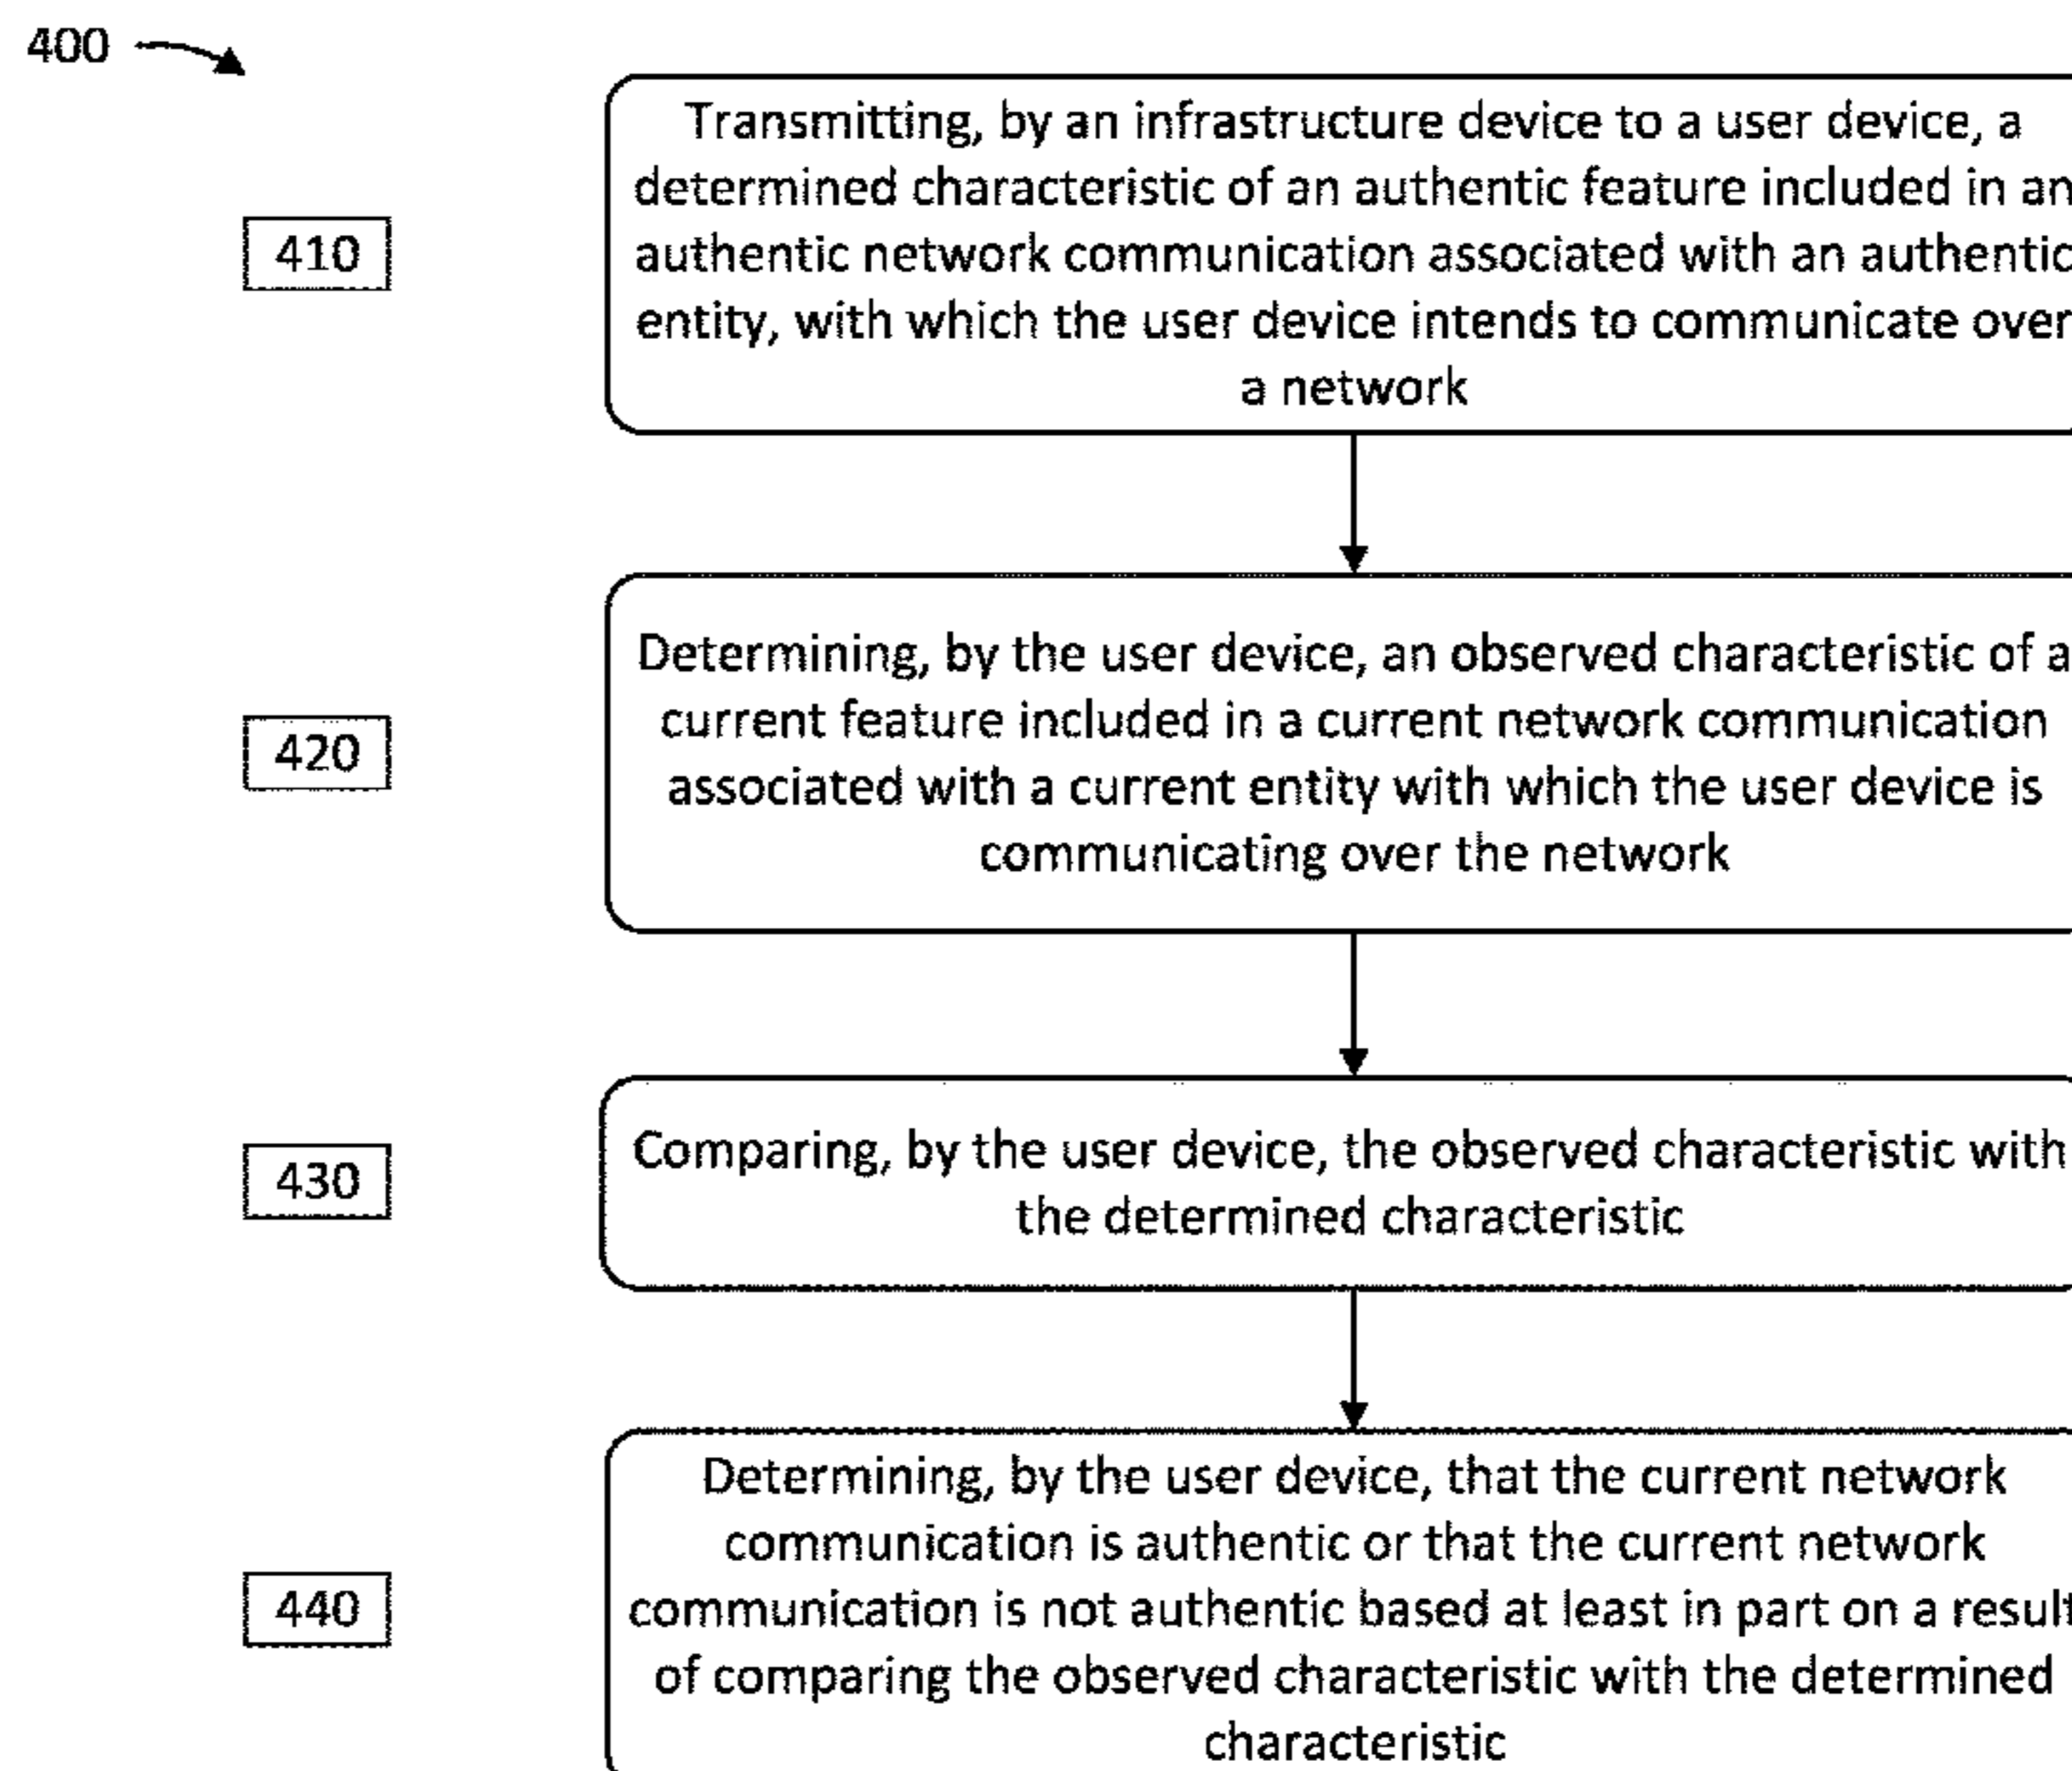 400
Transmitting, by an infrastructure device to a user device, a
determined characteristic of an authentic feature included in an
410
authentic network communication associated with an authentic
entity, with which the user device intends to communicate over
a network
Determining, by the user device, an observed characteristic of a
current feature included in a current network communication
420
associated with a current entity with which the user device is
communicating over the network
Comparing, by the user device, the observed characteristic with
430
the determined characteristic
Determining, by the user device, that the current network
communication is authentic or that the current network
440
communication is not authentic based at least in part on a result
of comparing the observed characteristic with the determined
characteristic